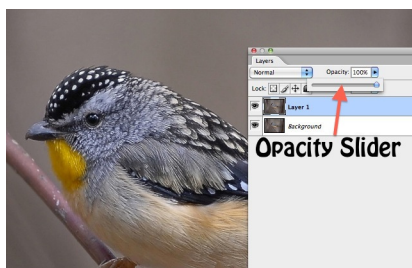 Layers
Normal Opacity: 100%
Lock:
Layer 1
Background
Opacity Slider